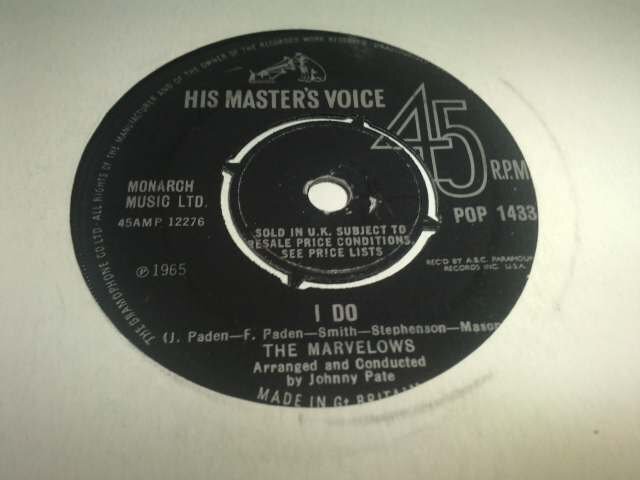 THE GRAMOPHONE CO LTD · ALL RIGHTS OF THE MANUFACTURER AND OF THE OWNER OF THE RECORDED WORK RESERVED
HIS MASTER'S VOICE
45
R.P.M
MONARCH
MUSIC LTD.
45AMP 12276
POP 1433
SOLD IN U.K. SUBJECT TO
RESALE PRICE CONDITIONS,
SEE PRICE LISTS
REC'D BY A.B.C. PARAMOUN
RECORDS INC. U.S.A.
℗ 1965
I DO
(J. Paden—F. Paden—Smith—Stephenson—Mason
THE MARVELOWS
Arranged and Conducted
by Johnny Pate
MADE IN Gt BRITAIN